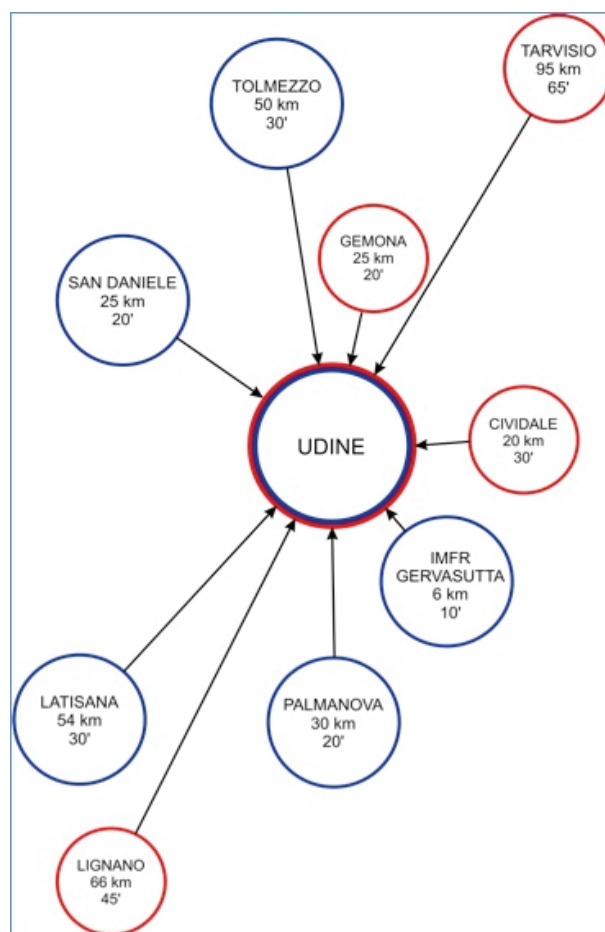 TARVISIO
95 km
65'
TOLMEZZO
50 km
30'
GEMONA
25 km
20'
SAN DANIELE
25 km
20'
UDINE
CIVIDALE
20 km
30'
IMFR
GERVASUTTA
6 km
10'
LATISANA
54 km
30'
PALMANOVA
30 km
20'
LIGNANO
66 km
45'